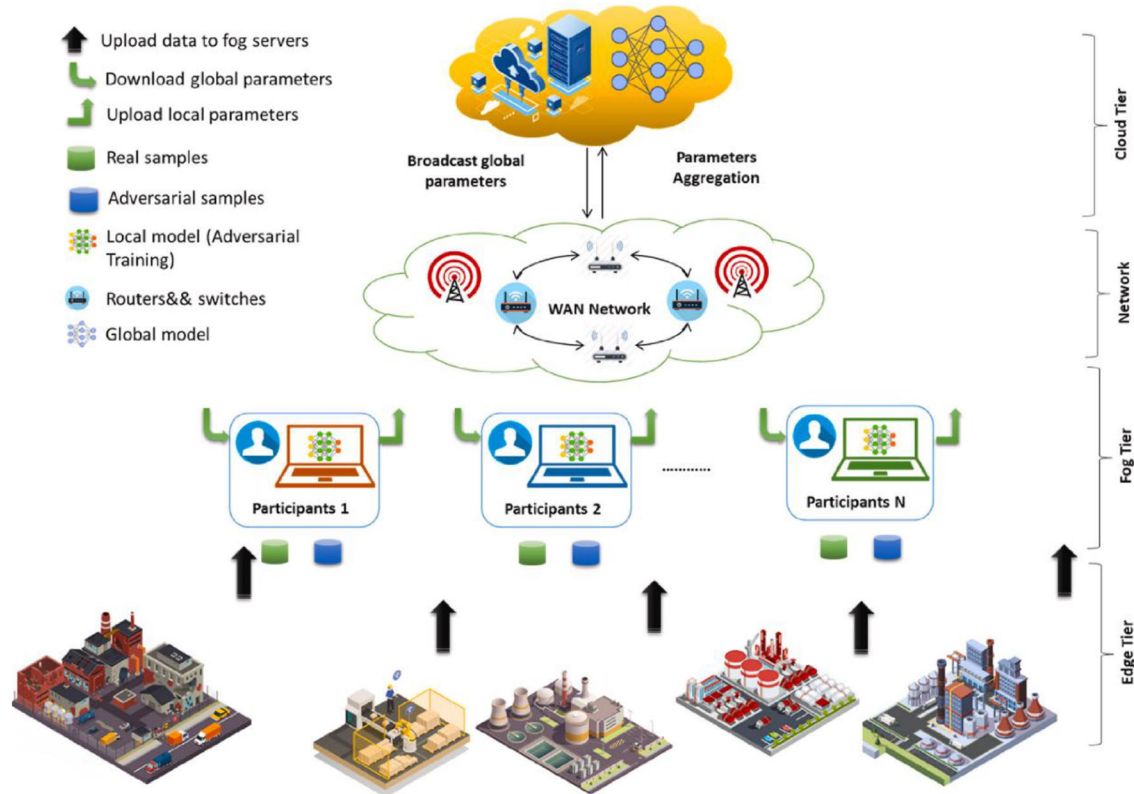 Upload data to fog servers
Download global parameters
Upload local parameters
Real samples
Adversarial samples
Local model (Adversarial
Training)
Routers&& switches
Global model
Broadcast global
parameters
Parameters
Aggregation
Cloud Tier
WAN Network
Network
Participants 1
Participants 2
............
Participants N
Fog Tier
Edge Tier